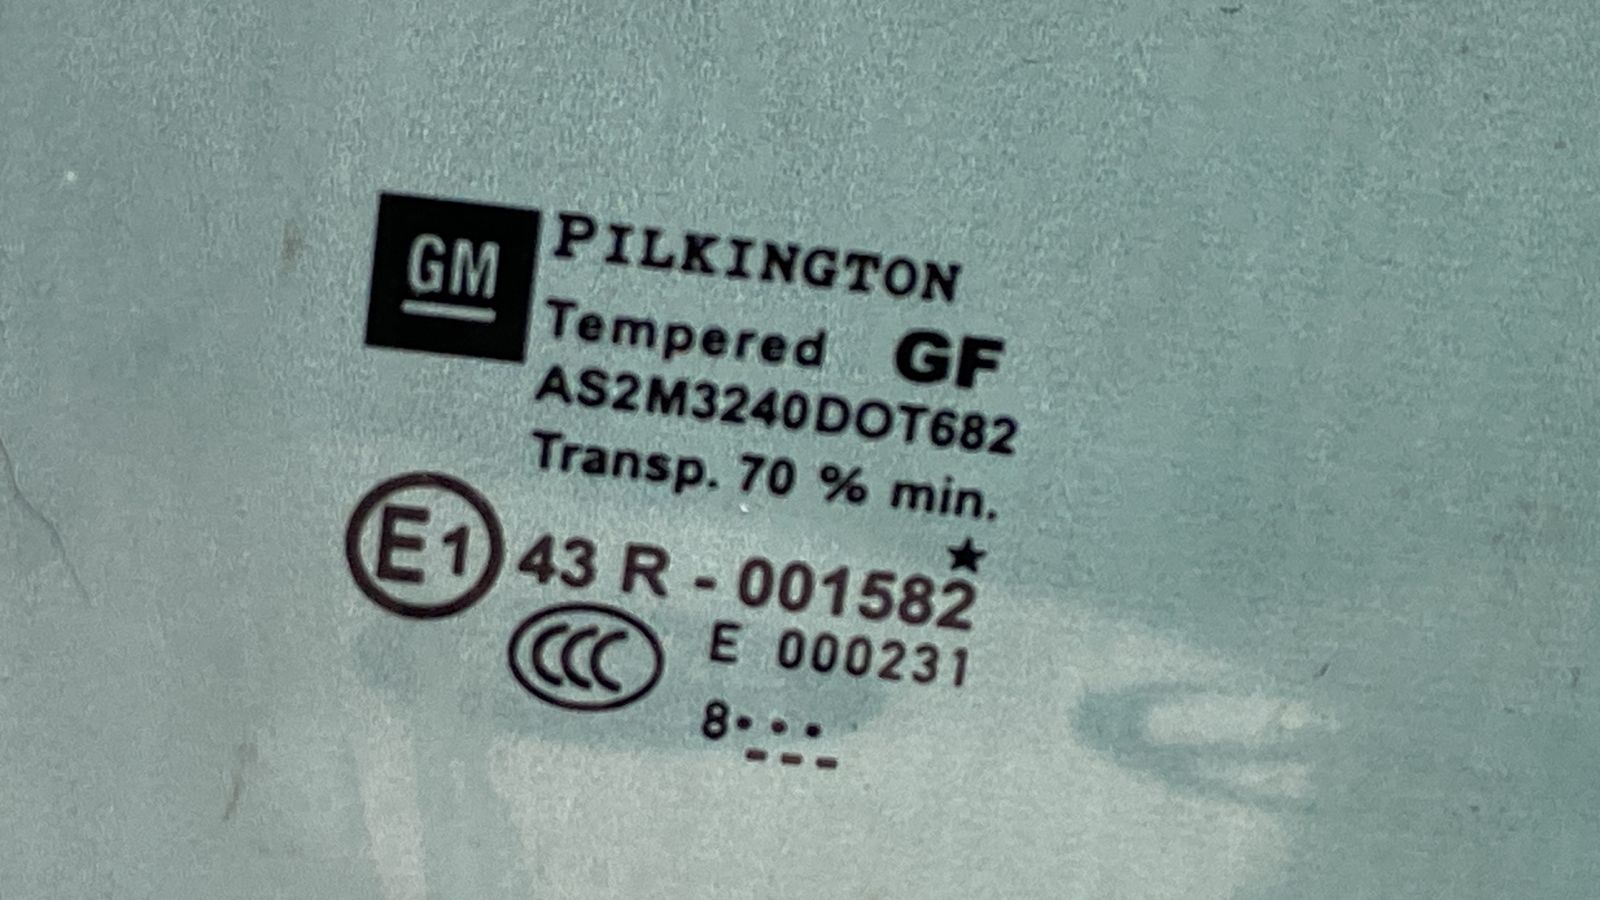 GM
PILKINGTON
Tempered GF
AS2M3240DOT682
Transp. 70 % min.
★
E1 43 R - 001582
CCC E 000231
8•••
---